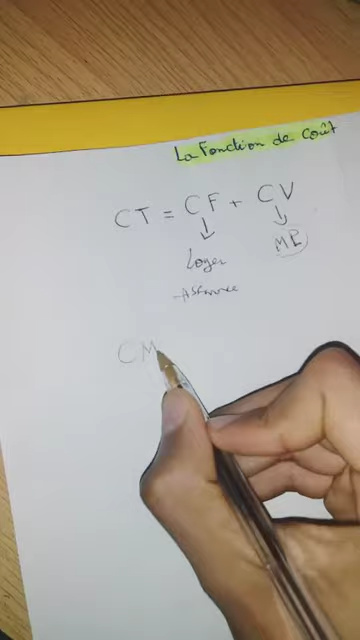 La Fonction de Coût
CT = CF + CV
Loyer MP
Assurance
CM